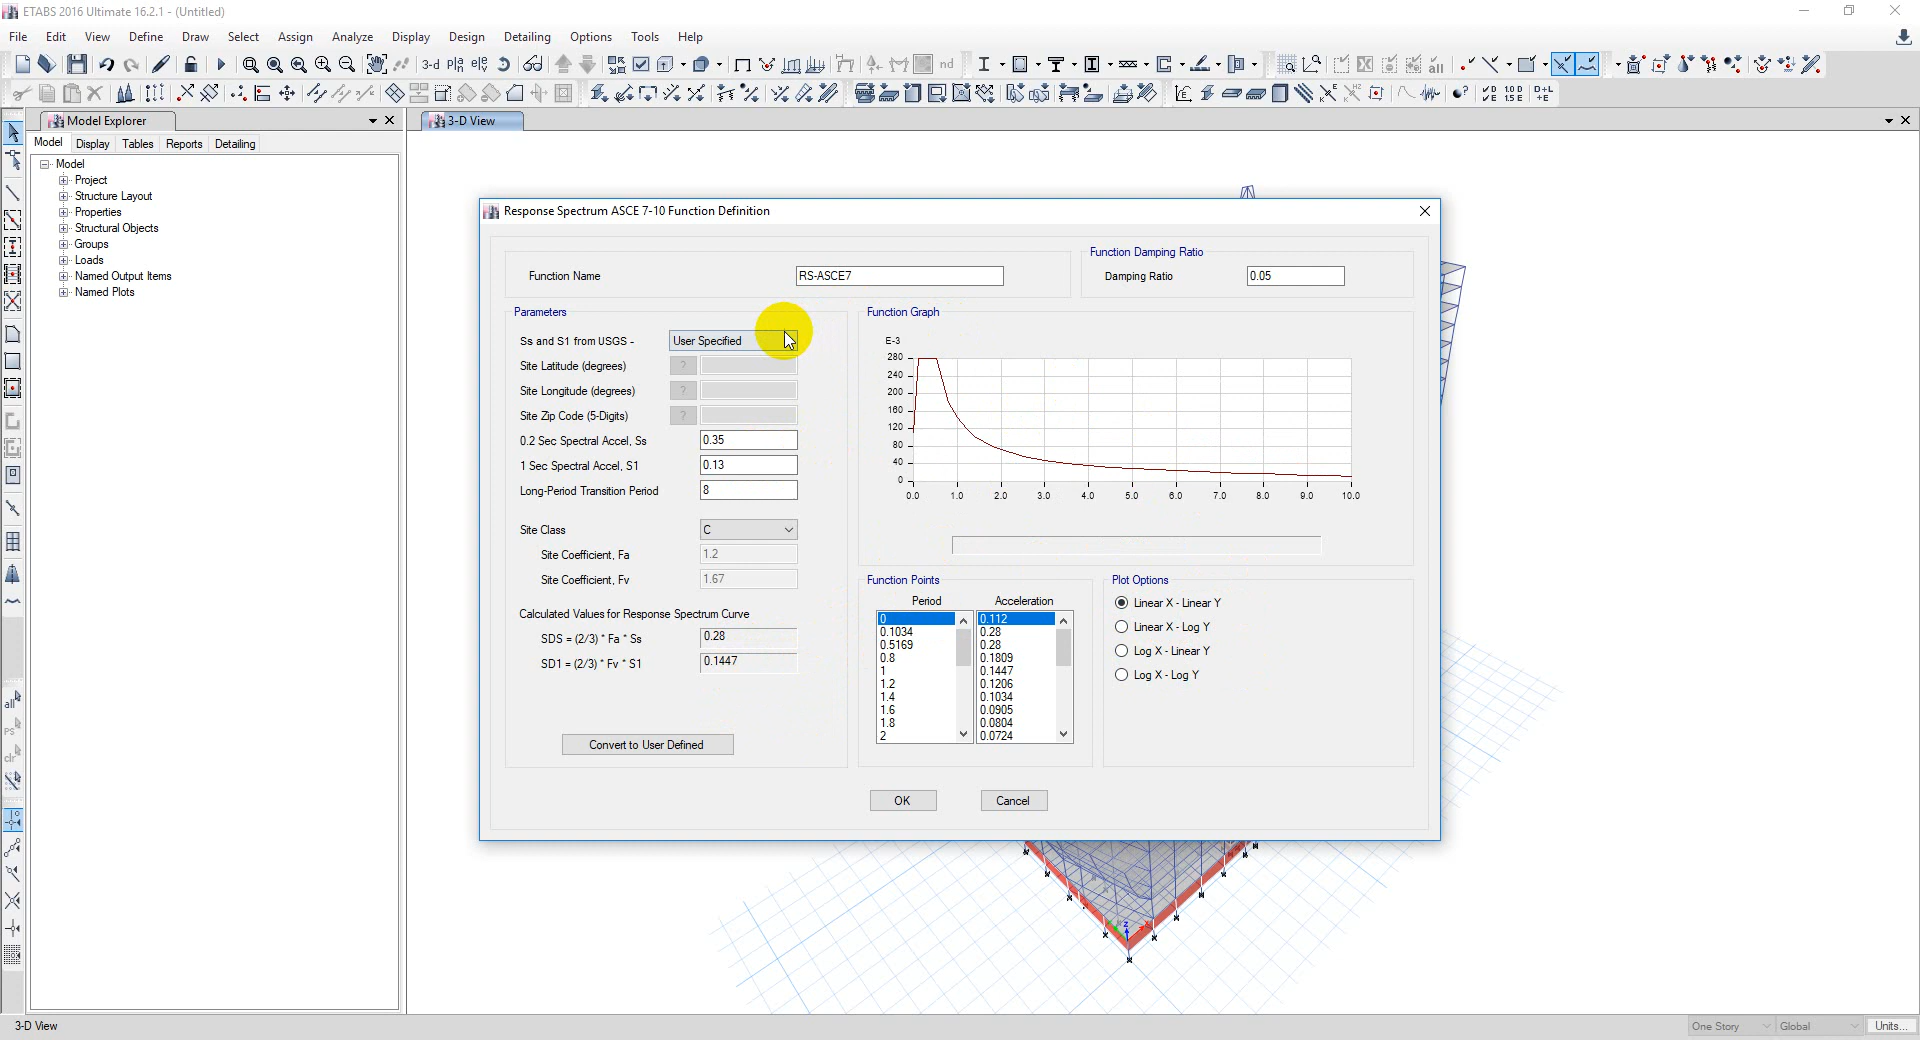 ETABS 2016 Ultimate 16.2.1 - (Untitled)
File Edit View Define Draw Select Assign Analyze Display Design Detailing Options Tools Help
3-d nd all
Model Explorer
3-D View
Model Display Tables Reports Detailing
Model
Project
Structure Layout
Properties
Structural Objects
Groups
Loads
Named Output Items
Named Plots
Response Spectrum ASCE 7-10 Function Definition
Function Name RS-ASCE7
Function Damping Ratio
Damping Ratio 0.05
Parameters
Ss and S1 from USGS - User Specified
Site Latitude (degrees) ?
Site Longitude (degrees) ?
Site Zip Code (5-Digits) ?
0.2 Sec Spectral Accel, Ss 0.35
1 Sec Spectral Accel, S1 0.13
Long-Period Transition Period 8
Site Class C
Site Coefficient, Fa 1.2
Site Coefficient, Fv 1.67
Calculated Values for Response Spectrum Curve
SDS = (2/3) * Fa * Ss 0.28
SD1 = (2/3) * Fv * S1 0.1447
Convert to User Defined
Function Graph
E-3
280
240
200
160
120
80
40
0
0.0 1.0 2.0 3.0 4.0 5.0 6.0 7.0 8.0 9.0 10.0
Function Points
Period Acceleration
0 0.112
0.1034 0.28
0.5169 0.28
0.8 0.1809
1 0.1447
1.2 0.1206
1.4 0.1034
1.6 0.0905
1.8 0.0804
2 0.0724
Plot Options
Linear X - Linear Y
Linear X - Log Y
Log X - Linear Y
Log X - Log Y
OK Cancel
all
ps
clr
3-D View
One Story Global Units...